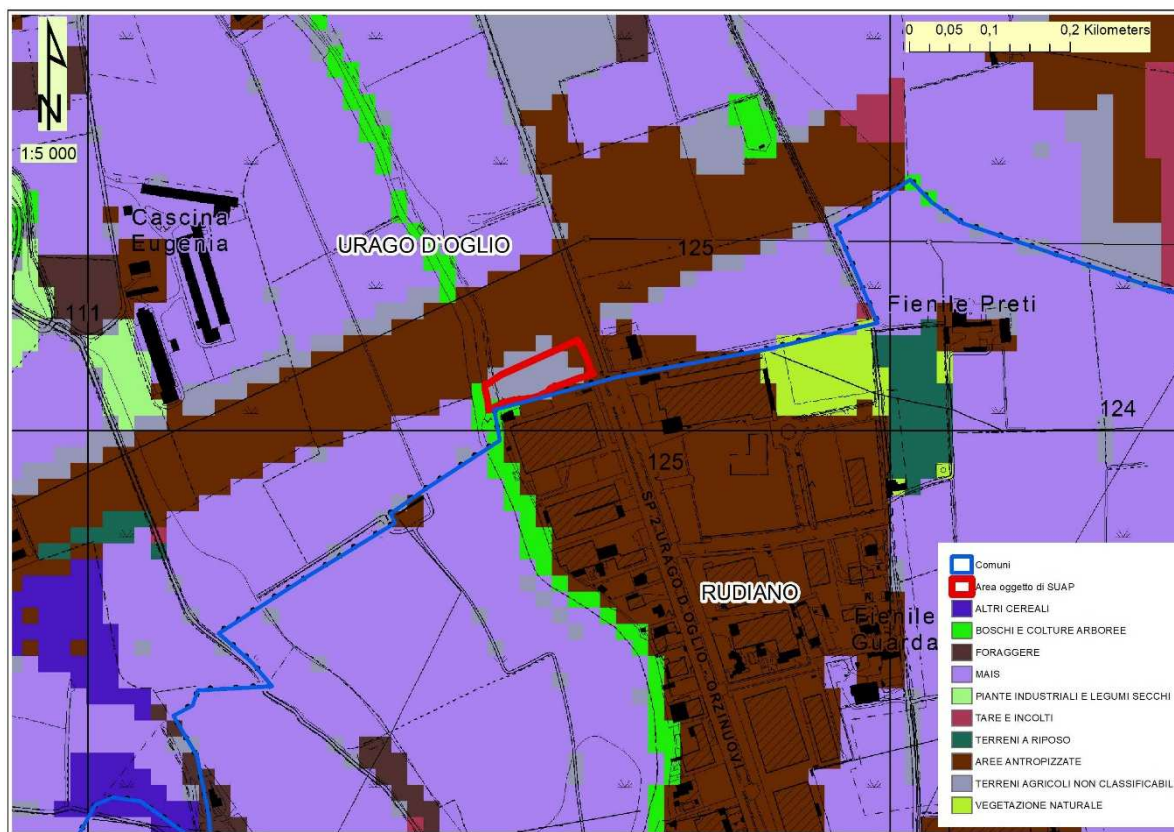 0 0,05 0,1 0,2 Kilometers
N
1:5 000
Cascina
Eugenia
URAGO D`OGLIO
125
111
Fienile Preti
124
125
SP 2 URAGO D'OGLIO - ORZINUOVI
RUDIANO
Fienile
Guarda
Comuni
Area oggetto di SUAP
ALTRI CEREALI
BOSCHI E COLTURE ARBOREE
FORAGGERE
MAIS
PIANTE INDUSTRIALI E LEGUMI SECCHI
TARE E INCOLTI
TERRENI A RIPOSO
AREE ANTROPIZZATE
TERRENI AGRICOLI NON CLASSIFICABIL
VEGETAZIONE NATURALE